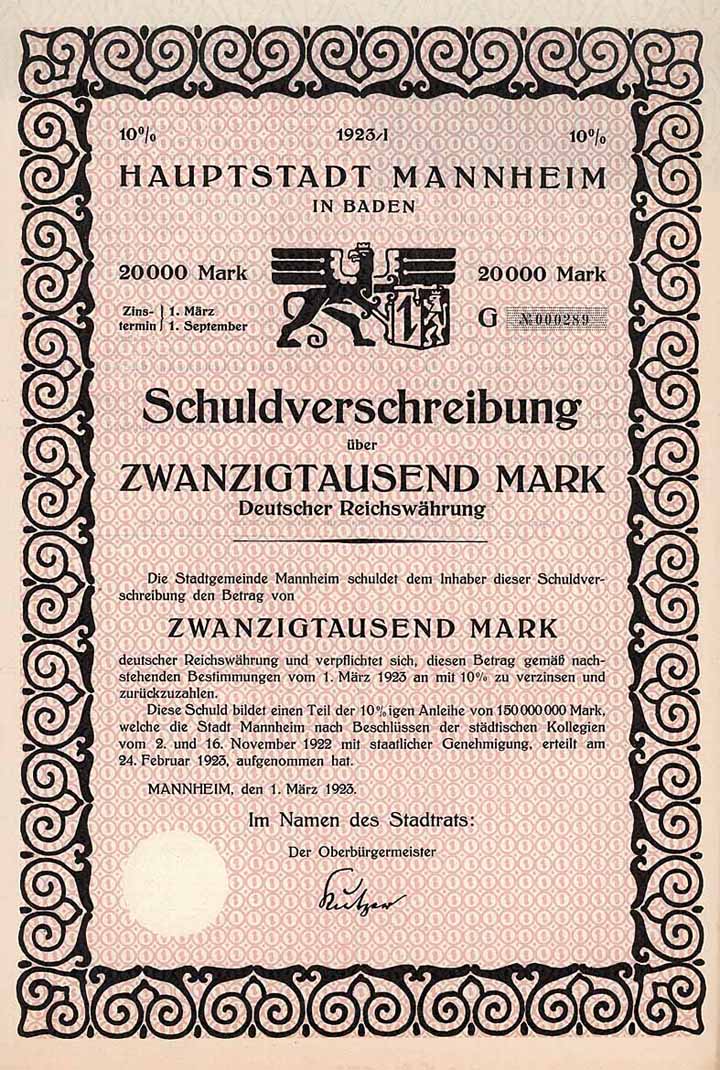 10% 1923/I 10%
HAUPTSTADT MANNHEIM
IN BADEN
20000 Mark 20000 Mark
Zins- 1. März
termin 1. September
G № 000289
Schuldverschreibung
über
ZWANZIGTAUSEND MARK
Deutscher Reichswährung
Die Stadtgemeinde Mannheim schuldet dem Inhaber dieser Schuldver-
schreibung den Betrag von
ZWANZIGTAUSEND MARK
deutscher Reichswährung und verpflichtet sich, diesen Betrag gemäß nach-
stehenden Bestimmungen vom 1. März 1923 an mit 10% zu verzinsen und
zurückzuzahlen.
Diese Schuld bildet einen Teil der 10%igen Anleihe von 150000000 Mark,
welche die Stadt Mannheim nach Beschlüssen der städtischen Kollegien
vom 2. und 16. November 1922 mit staatlicher Genehmigung, erteilt am
24. Februar 1923, aufgenommen hat.
MANNHEIM, den 1. März 1923.
Im Namen des Stadtrats:
Der Oberbürgermeister
Kutzer